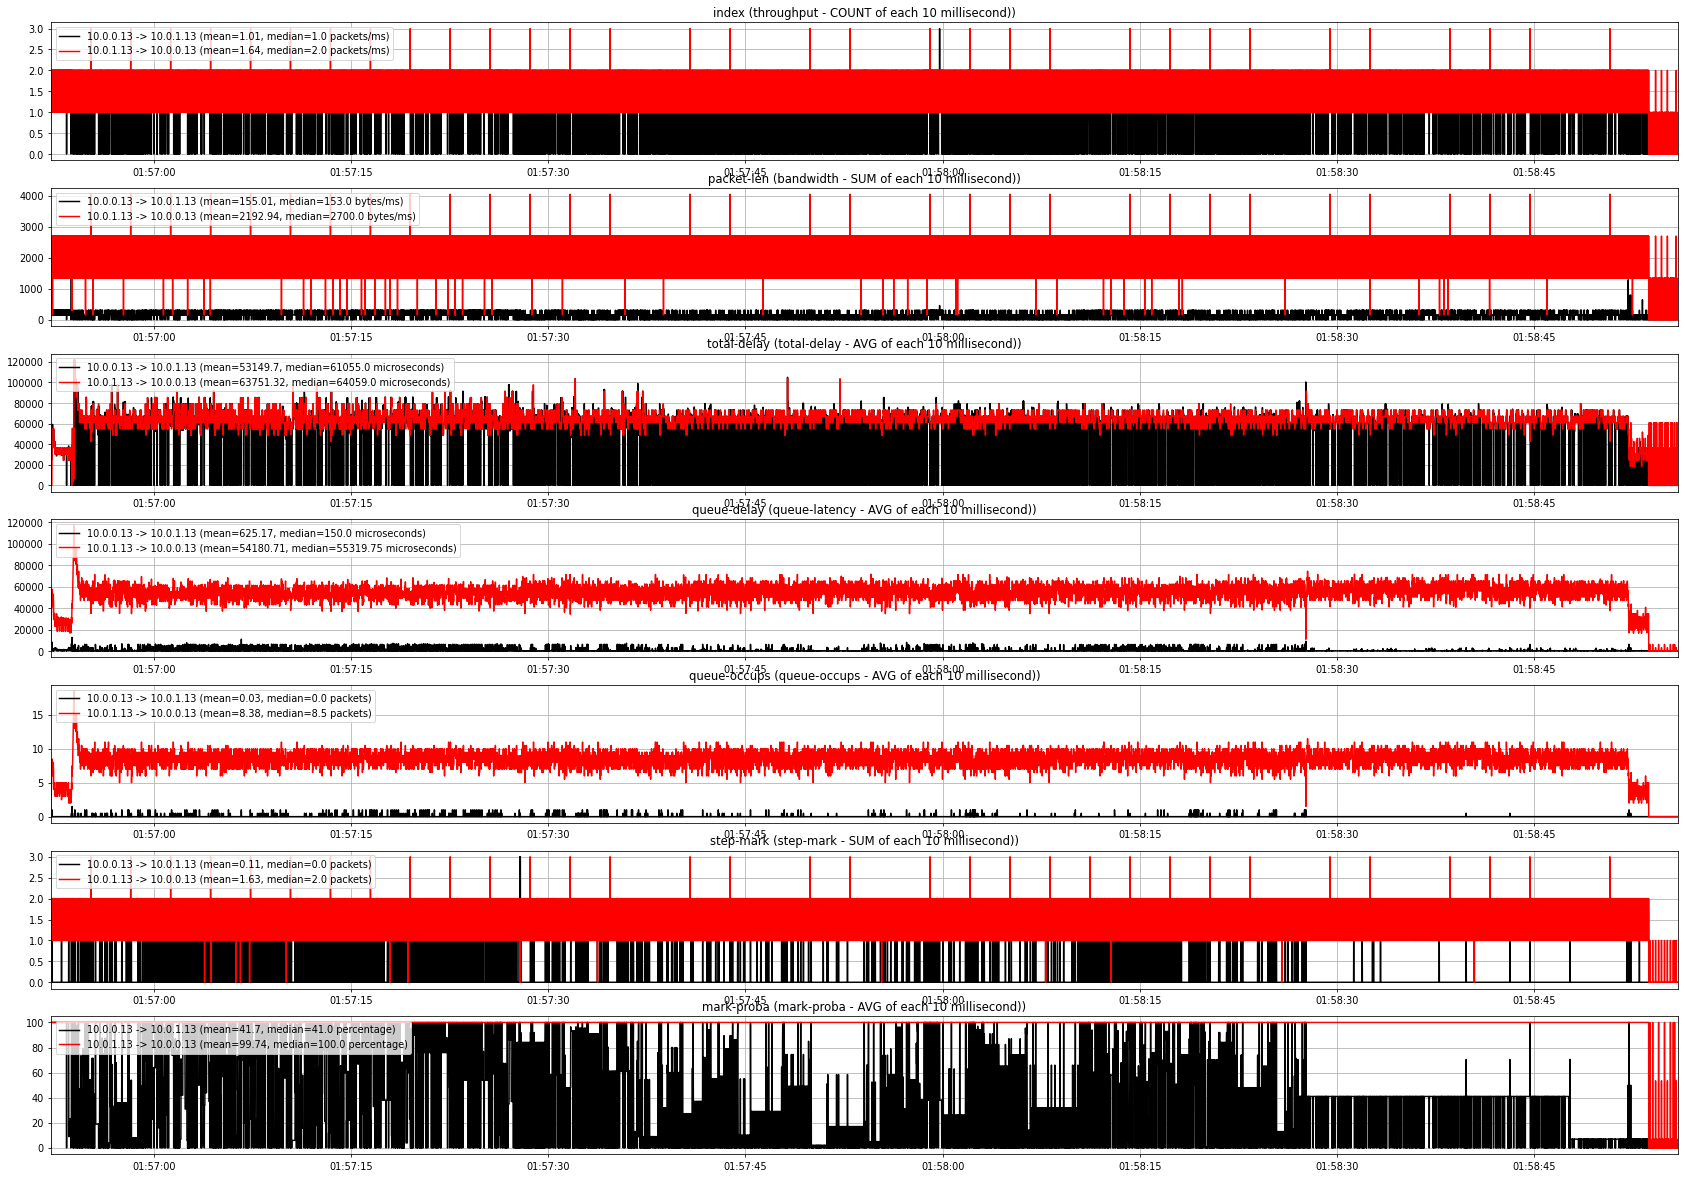 index (throughput - COUNT of each 10 millisecond))
10.0.0.13 -> 10.0.1.13 (mean=1.01, median=1.0 packets/ms)
10.0.1.13 -> 10.0.0.13 (mean=1.64, median=2.0 packets/ms)
3.0
2.5
2.0
1.5
1.0
0.5
0.0
01:57:00 01:57:15 01:57:30 01:57:45 01:58:00 01:58:15 01:58:30 01:58:45
packet-len (bandwidth - SUM of each 10 millisecond))
10.0.0.13 -> 10.0.1.13 (mean=155.01, median=153.0 bytes/ms)
10.0.1.13 -> 10.0.0.13 (mean=2192.94, median=2700.0 bytes/ms)
4000
3000
2000
1000
0
01:57:00 01:57:15 01:57:30 01:57:45 01:58:00 01:58:15 01:58:30 01:58:45
total-delay (total-delay - AVG of each 10 millisecond))
10.0.0.13 -> 10.0.1.13 (mean=53149.7, median=61055.0 microseconds)
10.0.1.13 -> 10.0.0.13 (mean=63751.32, median=64059.0 microseconds)
120000
100000
80000
60000
40000
20000
0
01:57:00 01:57:15 01:57:30 01:57:45 01:58:00 01:58:15 01:58:30 01:58:45
queue-delay (queue-latency - AVG of each 10 millisecond))
10.0.0.13 -> 10.0.1.13 (mean=625.17, median=150.0 microseconds)
10.0.1.13 -> 10.0.0.13 (mean=54180.71, median=55319.75 microseconds)
120000
100000
80000
60000
40000
20000
0
01:57:00 01:57:15 01:57:30 01:57:45 01:58:00 01:58:15 01:58:30 01:58:45
queue-occups (queue-occups - AVG of each 10 millisecond))
10.0.0.13 -> 10.0.1.13 (mean=0.03, median=0.0 packets)
10.0.1.13 -> 10.0.0.13 (mean=8.38, median=8.5 packets)
15
10
5
0
01:57:00 01:57:15 01:57:30 01:57:45 01:58:00 01:58:15 01:58:30 01:58:45
step-mark (step-mark - SUM of each 10 millisecond))
10.0.0.13 -> 10.0.1.13 (mean=0.11, median=0.0 packets)
10.0.1.13 -> 10.0.0.13 (mean=1.63, median=2.0 packets)
3.0
2.5
2.0
1.5
1.0
0.5
0.0
01:57:00 01:57:15 01:57:30 01:57:45 01:58:00 01:58:15 01:58:30 01:58:45
mark-proba (mark-proba - AVG of each 10 millisecond))
10.0.0.13 -> 10.0.1.13 (mean=41.7, median=41.0 percentage)
10.0.1.13 -> 10.0.0.13 (mean=99.74, median=100.0 percentage)
100
80
60
40
20
0
01:57:00 01:57:15 01:57:30 01:57:45 01:58:00 01:58:15 01:58:30 01:58:45